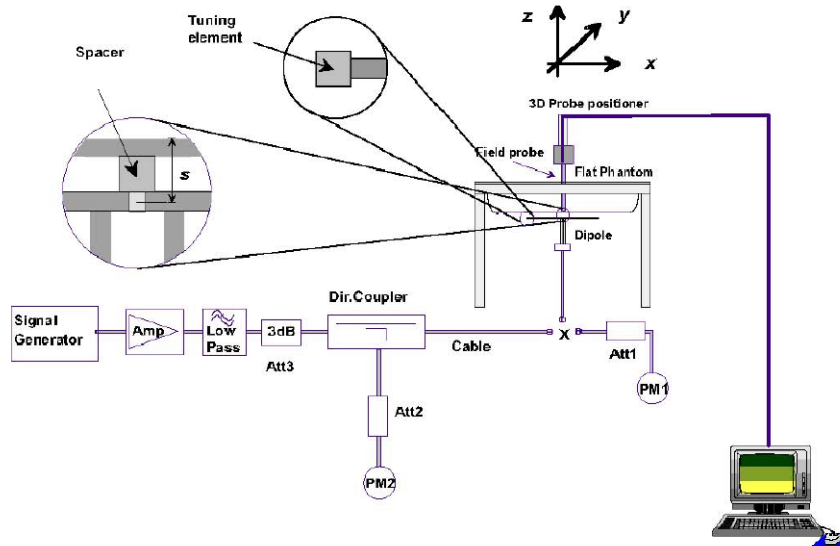 Tuning
element
Spacer
s
z
y
x
3D Probe positioner
Field probe
Flat Phantom
Dipole
Signal
Generator
Amp
Low
Pass
3dB
Att3
Dir.Coupler
Cable
X
Att1
PM1
Att2
PM2